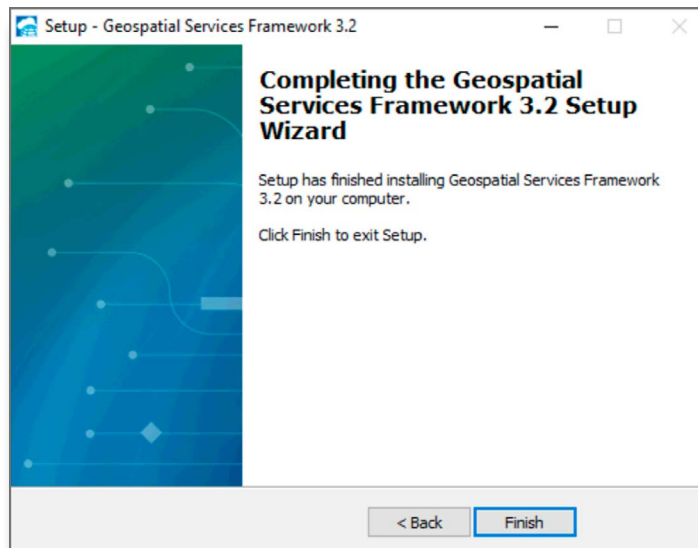 Setup - Geospatial Services Framework 3.2
Completing the Geospatial
Services Framework 3.2 Setup
Wizard
Setup has finished installing Geospatial Services Framework
3.2 on your computer.
Click Finish to exit Setup.
< Back
Finish